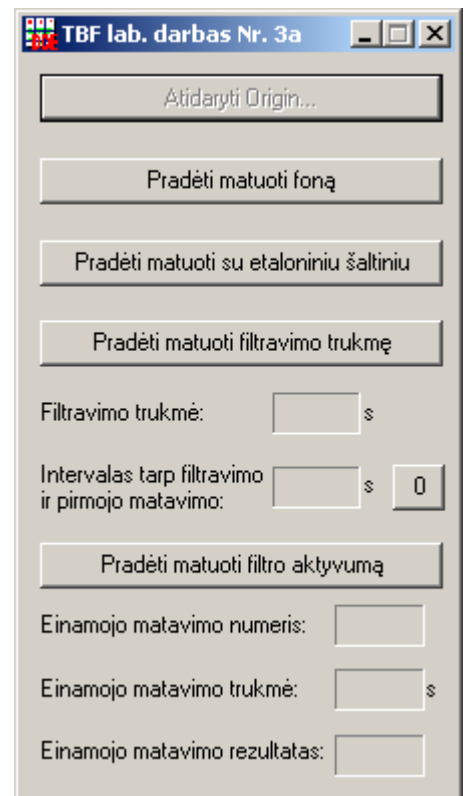 TBF lab. darbas Nr. 3a
Atidaryti Origin...
Pradėti matuoti foną
Pradėti matuoti su etaloniniu šaltiniu
Pradėti matuoti filtravimo trukmę
Filtravimo trukmė: s
Intervalas tarp filtravimo
ir pirmojo matavimo: s 0
Pradėti matuoti filtro aktyvumą
Einamojo matavimo numeris:
Einamojo matavimo trukmė: s
Einamojo matavimo rezultatas: